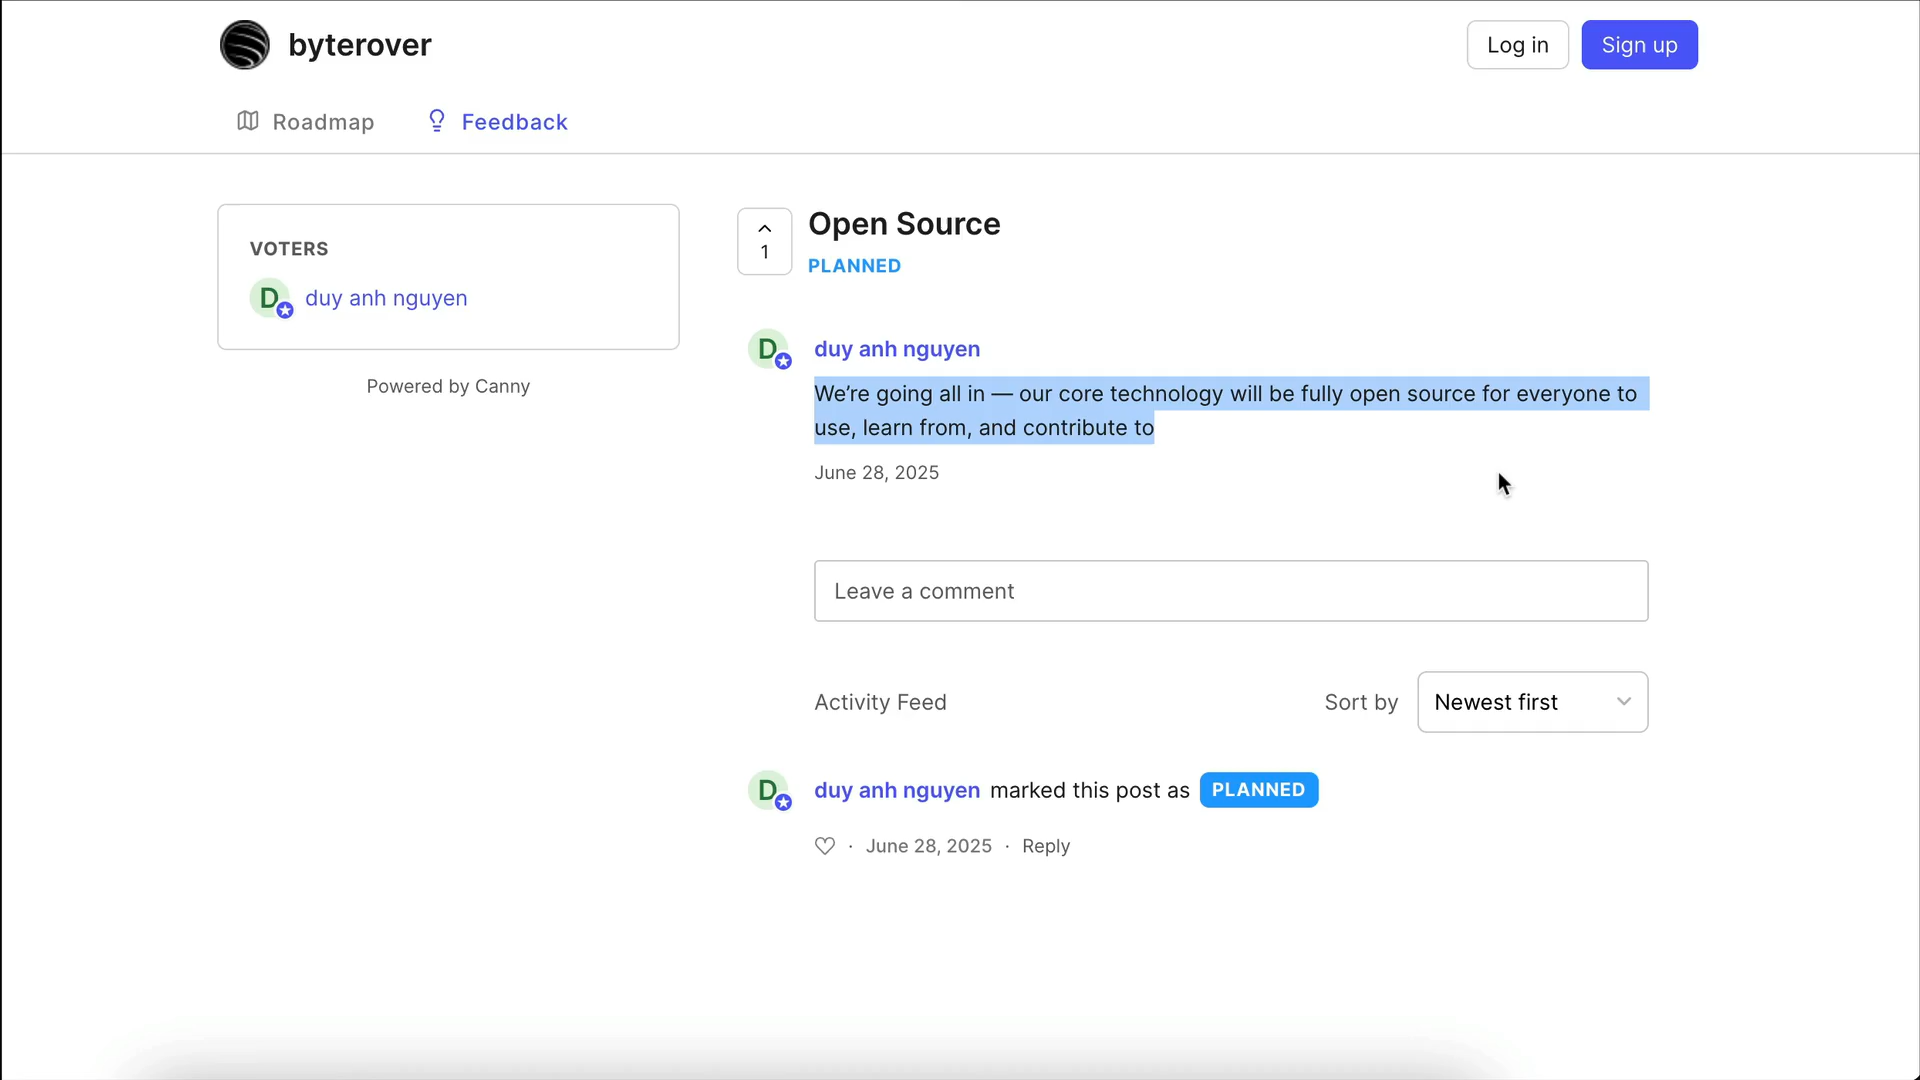 byterover
Log in
Sign up
Roadmap
Feedback
VOTERS
D
duy anh nguyen
Powered by Canny
1
Open Source
PLANNED
D
duy anh nguyen
We’re going all in — our core technology will be fully open source for everyone to
use, learn from, and contribute to
June 28, 2025
Leave a comment
Activity Feed
Sort by
Newest first
D
duy anh nguyen marked this post as PLANNED
· June 28, 2025 · Reply